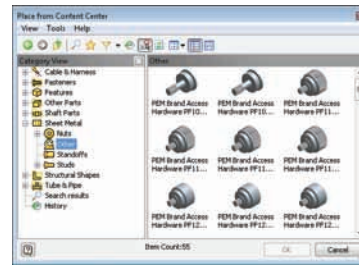 Place from Content Center
View Tools Help
Category View
Other
Cable & Harness
Fasteners
Features
Other Parts
Shaft Parts
Sheet Metal
Nuts
Other
Standoffs
Studs
Structural Shapes
Tube & Pipe
Search results
History
PEM Brand Access Hardware PF10...
PEM Brand Access Hardware PF10...
PEM Brand Access Hardware PF11...
PEM Brand Access Hardware PF11...
PEM Brand Access Hardware PF11...
PEM Brand Access Hardware PF11...
PEM Brand Access Hardware PF12...
PEM Brand Access Hardware PF12...
PEM Brand Access Hardware PF12...
Item Count:55
OK
Cancel